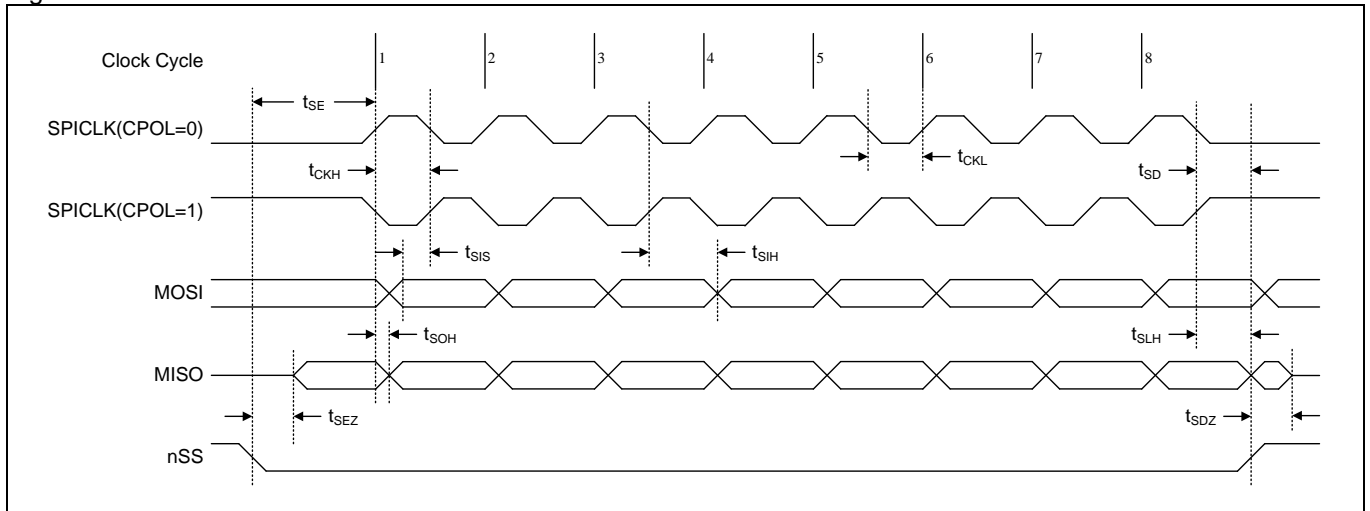 Clock Cycle 1 2 3 4 5 6 7 8
tSE
SPICLK(CPOL=0)
tCKH tCKL tSD
SPICLK(CPOL=1)
tSIS tSIH
MOSI
tSOH tSLH
MISO
tSEZ tSDZ
nSS